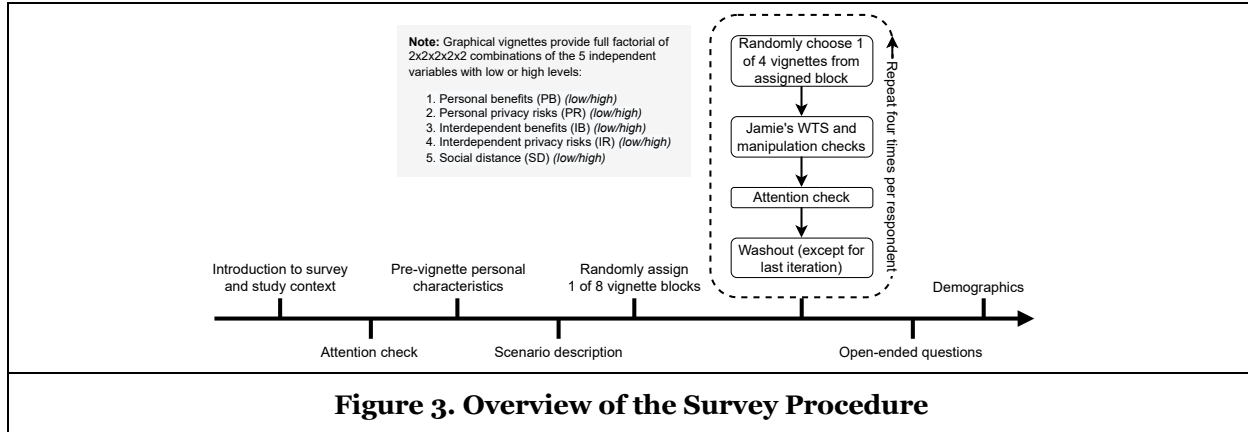 Note: Graphical vignettes provide full factorial of
2x2x2x2x2 combinations of the 5 independent
variables with low or high levels:
1. Personal benefits (PB) (low/high)
2. Personal privacy risks (PR) (low/high)
3. Interdependent benefits (IB) (low/high)
4. Interdependent privacy risks (IR) (low/high)
5. Social distance (SD) (low/high)
Randomly choose 1
of 4 vignettes from
assigned block
Jamie's WTS and
manipulation checks
Attention check
Washout (except for
last iteration)
Repeat four times per respondent
Introduction to survey
and study context
Pre-vignette personal
characteristics
Randomly assign
1 of 8 vignette blocks
Demographics
Attention check
Scenario description
Open-ended questions
Figure 3. Overview of the Survey Procedure